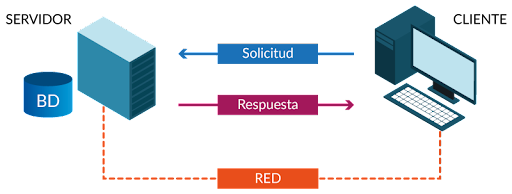 SERVIDOR
CLIENTE
Solicitud
BD
Respuesta
RED